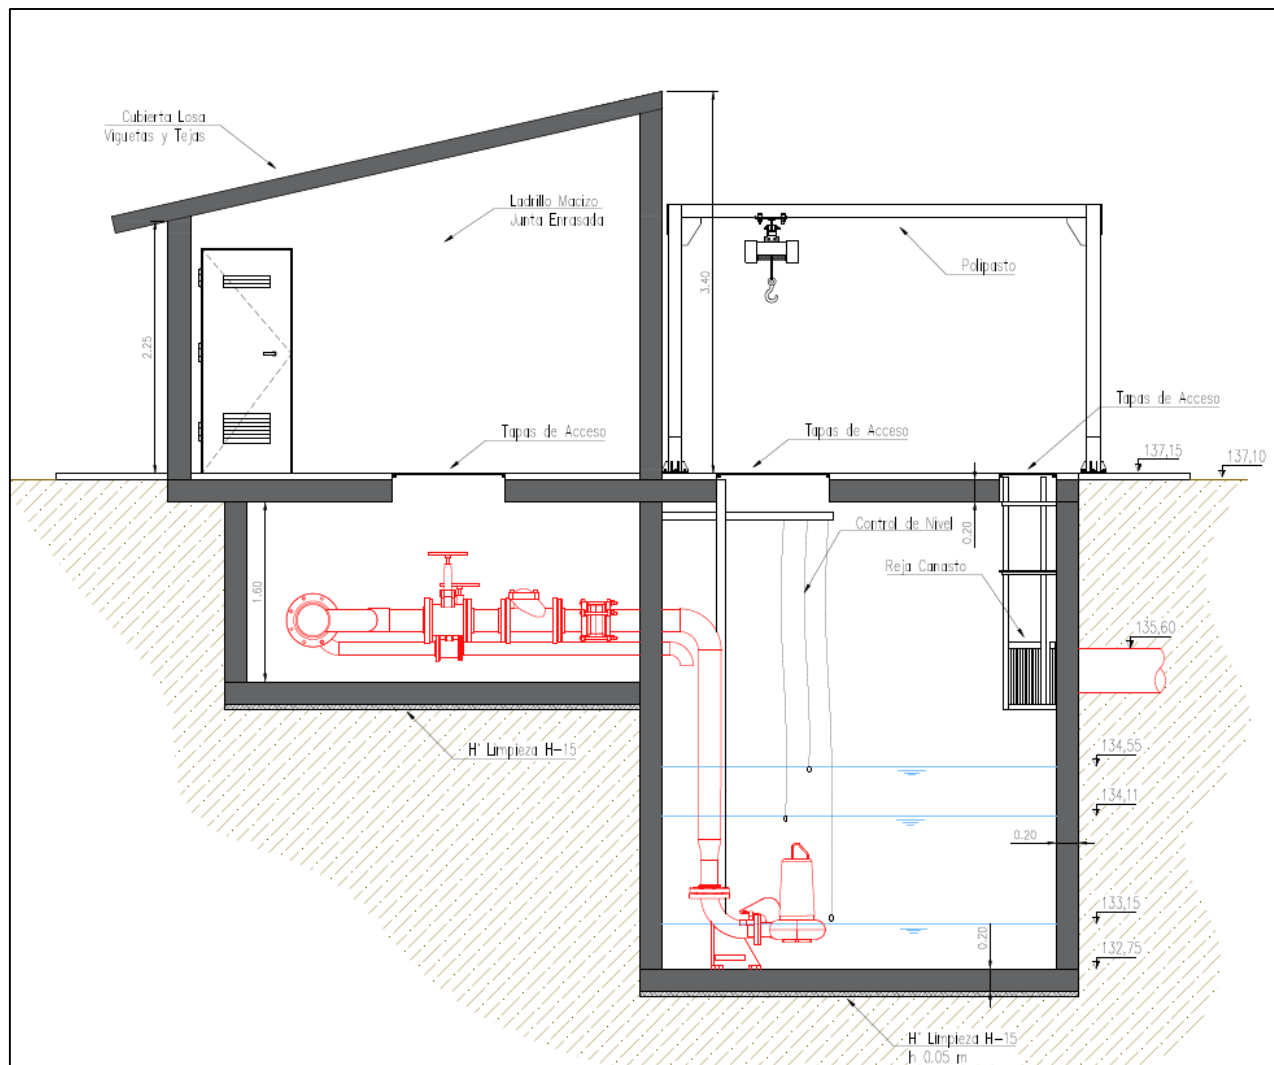 Cubierta Losa
Viguetas y Tejas
Ladrillo Macizo
Junta Enrasada
Polipasto
3.40
2.25
Tapas de Acceso
Tapas de Acceso
Tapas de Acceso
137,15
137,10
Control de Nivel
0.20
Reja Canasto
1.60
135,60
H° Limpieza H-15
134,55
134,11
0.20
133,15
0.20
132,75
H° Limpieza H-15
h 0.05 m